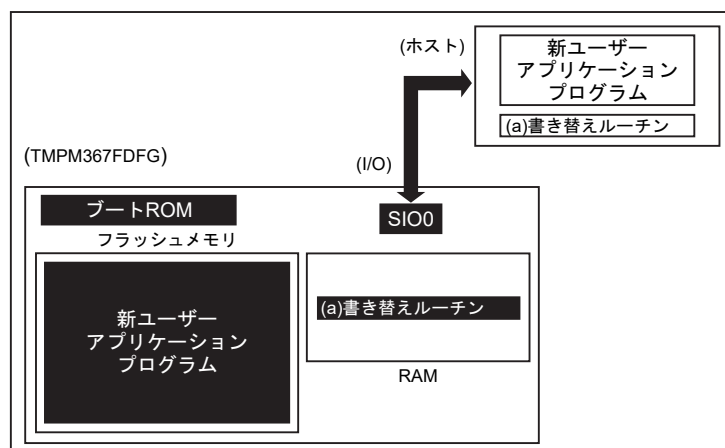 (ホスト)
新ユーザー
アプリケーション
プログラム
(a)書き替えルーチン
(TMPM367FDFG)
(I/O)
ブートROM
SIO0
フラッシュメモリ
新ユーザー
アプリケーション
プログラム
(a)書き替えルーチン
RAM